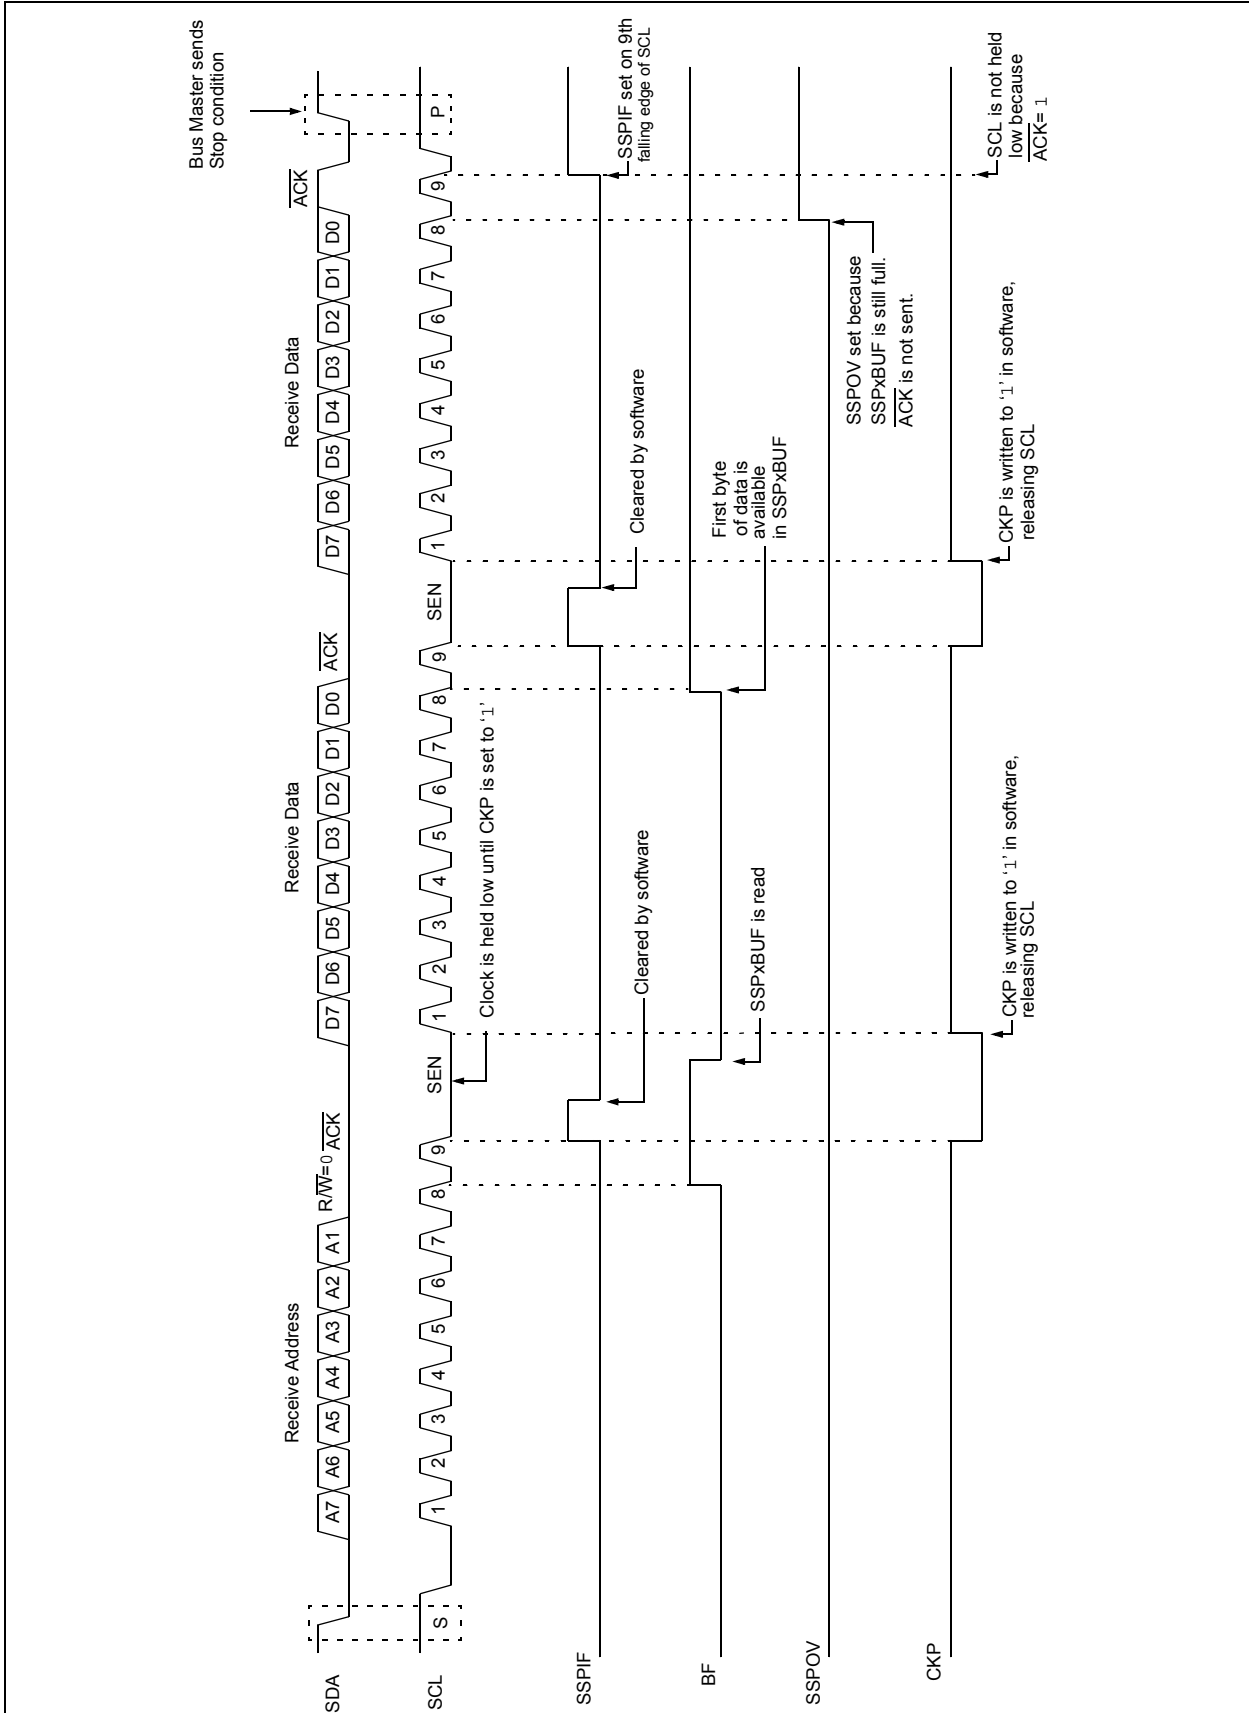 Bus Master sends
Stop condition
Receive Address
Receive Data
Receive Data
SDA
A7 A6 A5 A4 A3 A2 A1 R/W=0 ACK D7 D6 D5 D4 D3 D2 D1 D0 ACK D7 D6 D5 D4 D3 D2 D1 D0 ACK
SCL
S 1 2 3 4 5 6 7 8 9 SEN 1 2 3 4 5 6 7 8 9 SEN 1 2 3 4 5 6 7 8 9 P
Clock is held low until CKP is set to ‘1’
SSPIF
Cleared by software
Cleared by software
SSPIF set on 9th
falling edge of SCL
BF
SSPxBUF is read
First byte
of data is
available
in SSPxBUF
SSPOV
SSPOV set because
SSPxBUF is still full.
ACK is not sent.
CKP
CKP is written to ‘1’ in software,
releasing SCL
CKP is written to ‘1’ in software,
releasing SCL
SCL is not held
low because
ACK= 1